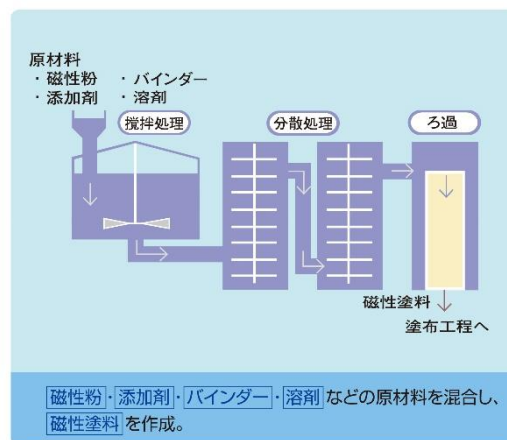 原材料
・磁性粉 ・バインダー
・添加剤 ・溶剤
攪拌処理
分散処理
ろ過
磁性塗料
塗布工程へ
磁性粉・添加剤・バインダー・溶剤などの原材料を混合し、
磁性塗料を作成。